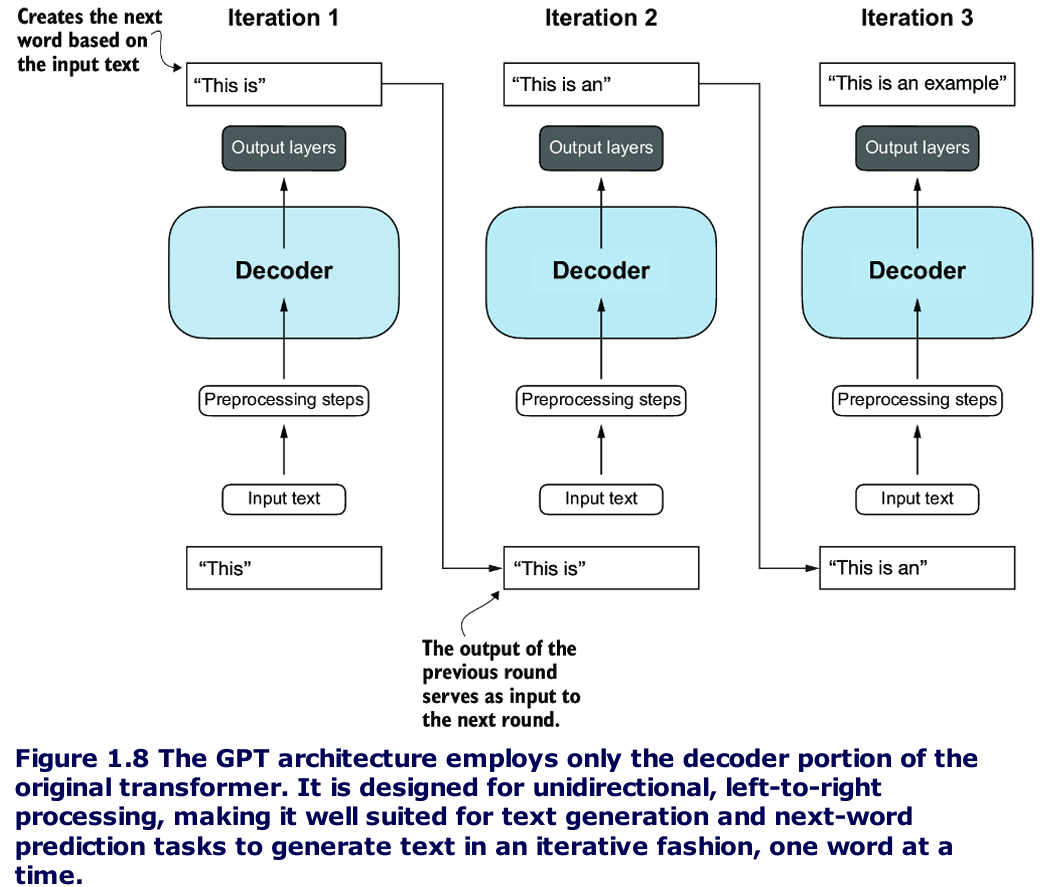 Creates the next
word based on
the input text
Iteration 1
Iteration 2
Iteration 3
“This is”
“This is an”
“This is an example”
Output layers
Output layers
Output layers
Decoder
Decoder
Decoder
Preprocessing steps
Preprocessing steps
Preprocessing steps
Input text
Input text
Input text
“This”
“This is”
“This is an”
The output of the
previous round
serves as input to
the next round.
Figure 1.8 The GPT architecture employs only the decoder portion of the
original transformer. It is designed for unidirectional, left-to-right
processing, making it well suited for text generation and next-word
prediction tasks to generate text in an iterative fashion, one word at a
time.